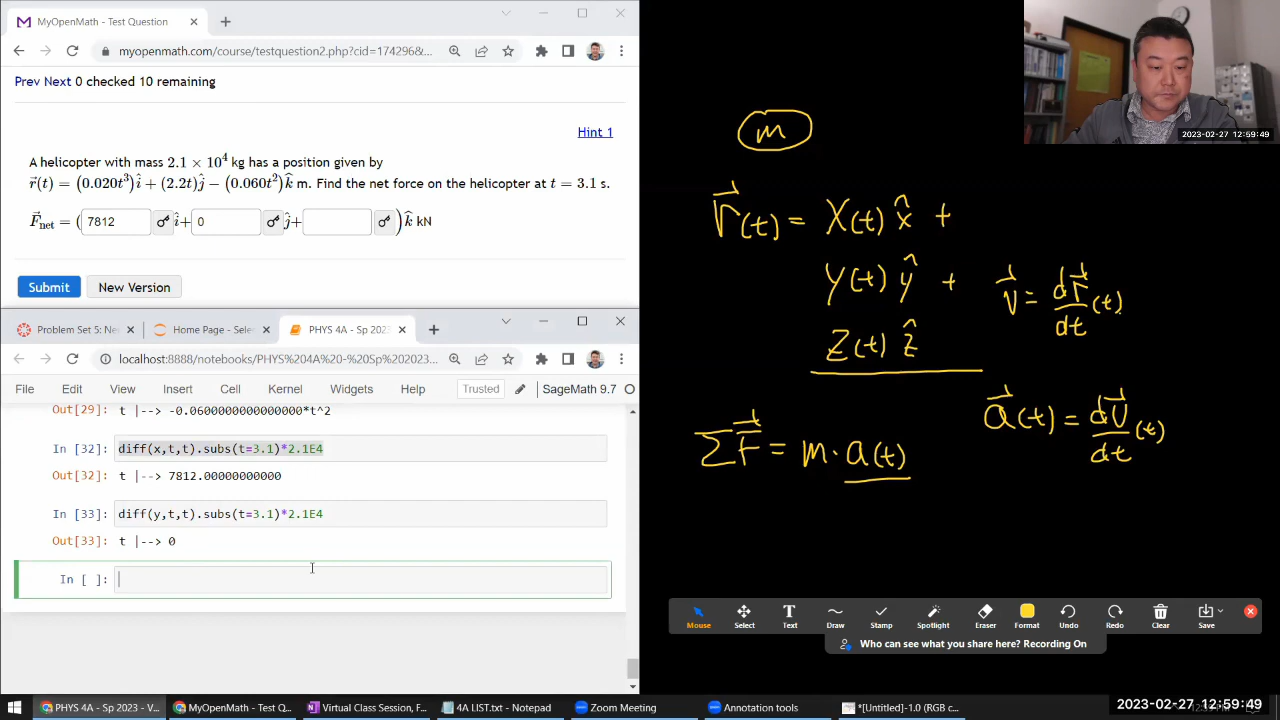 MyOpenMath - Test Question
myopenmath.com/course/testquestion2.php?cid=174296&...
Prev Next 0 checked 10 remaining
Hint 1
A helicopter with mass 2.1 × 10⁴ kg has a position given by
r⃗(t) = (0.020t³)î + (2.2t)ĵ − (0.060t²)k̂ m. Find the net force on the helicopter at t = 3.1 s.
F⃗net = ( 7812 î+ 0 ĵ+ )k̂ kN
Submit New Version
Problem Set 5: Ne Home Page - Sele PHYS 4A - Sp 202
localhost:8888/notebooks/PHYS%204A%20-%20Sp%202023...
File Edit View Insert Cell Kernel Widgets Help Trusted SageMath 9.7
Out[29]: t |--> -0.0600000000000000*t^2
In [32]: diff(x,t,t).subs(t=3.1)*2.1E4
Out[32]: t |--> 7812.00000000000
In [33]: diff(y,t,t).subs(t=3.1)*2.1E4
Out[33]: t |--> 0
In [ ]:
m
r⃗(t) = X(t) x̂ +
y(t) ŷ +
z(t) ẑ
v⃗ = dr⃗/dt (t)
a⃗(t) = dv⃗/dt (t)
ΣF⃗ = m · a(t)
2023-02-27 12:59:49
Mouse Select Text Draw Stamp Spotlight Eraser Format Undo Redo Clear Save
Who can see what you share here? Recording On
PHYS 4A - Sp 2023 - V... MyOpenMath - Test Q... Virtual Class Session, F... 4A LIST.txt - Notepad Zoom Meeting Annotation tools *[Untitled]-1.0 (RGB c...
2023-02-27 12:59:49